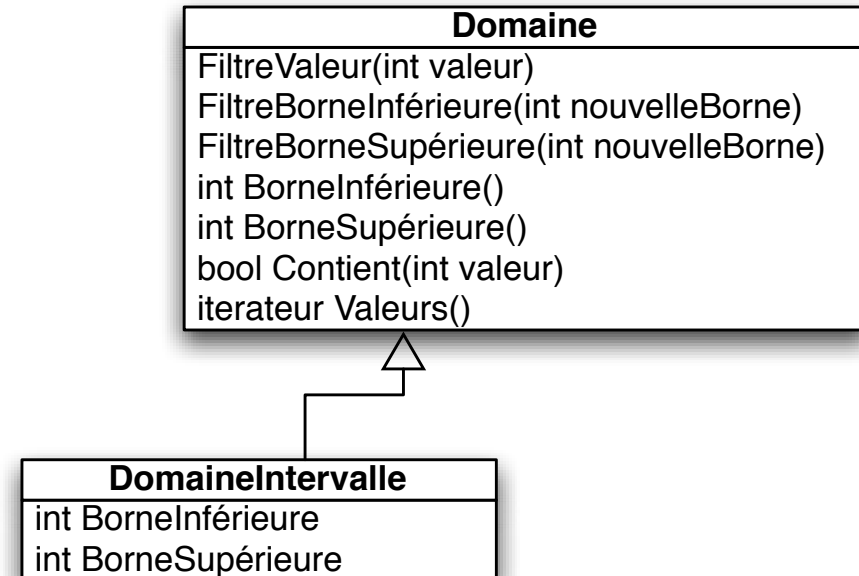 Domaine
FiltreValeur(int valeur)
FiltreBorneInférieure(int nouvelleBorne)
FiltreBorneSupérieure(int nouvelleBorne)
int BorneInférieure()
int BorneSupérieure()
bool Contient(int valeur)
iterateur Valeurs()
DomaineIntervalle
int BorneInférieure
int BorneSupérieure